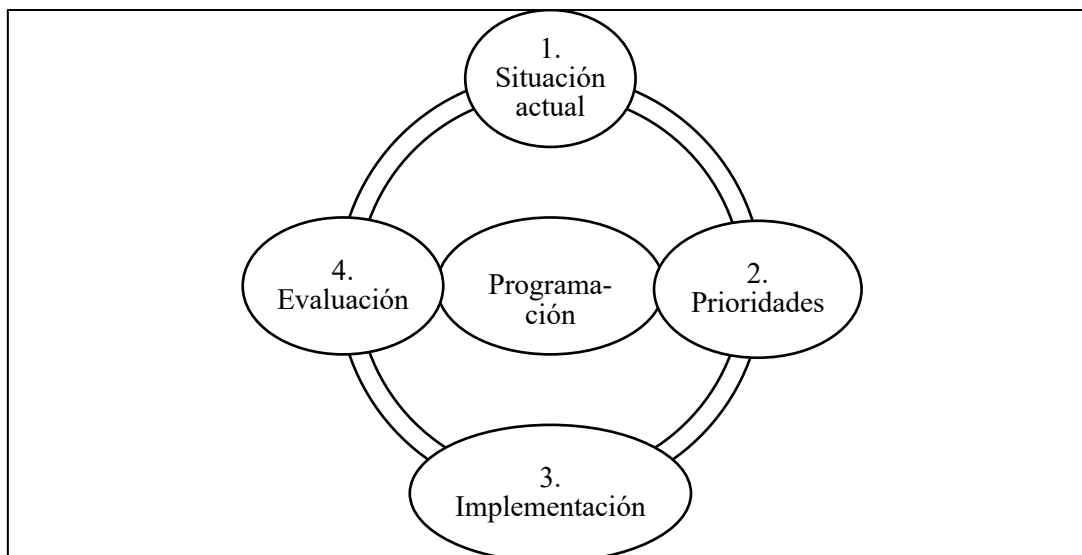 1.
Situación
actual
4.
Evaluación
Programa-
ción
2.
Prioridades
3.
Implementación